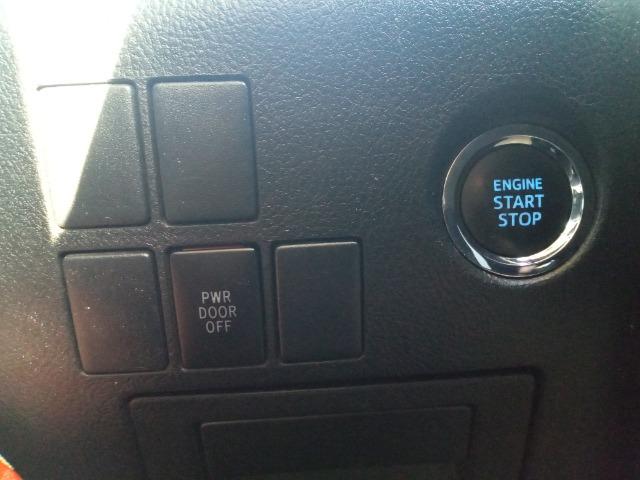 ENGINE
START
STOP
PWR
DOOR
OFF